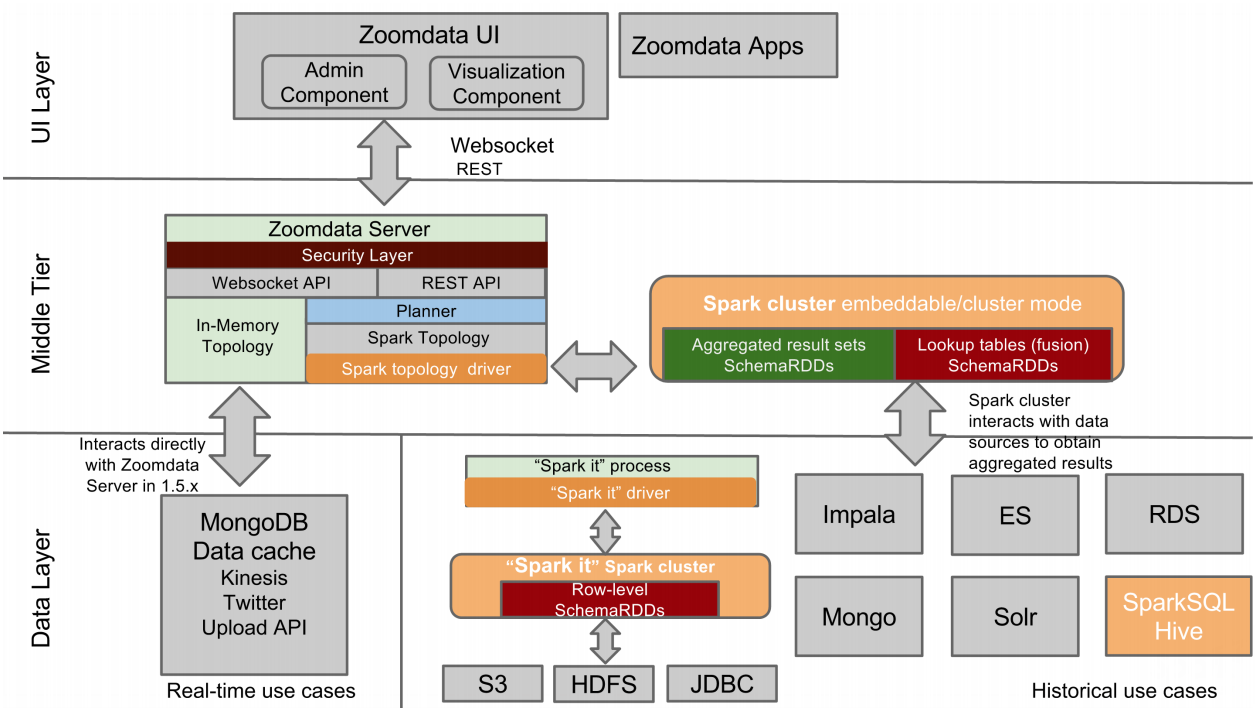 UI Layer
Zoomdata UI
Admin
Component
Visualization
Component
Zoomdata Apps
Websocket
REST
Middle Tier
Zoomdata Server
Security Layer
Websocket API
REST API
In-Memory
Topology
Planner
Spark Topology
Spark topology driver
Spark cluster embeddable/cluster mode
Aggregated result sets
SchemaRDDs
Lookup tables (fusion)
SchemaRDDs
Spark cluster
interacts with data
sources to obtain
aggregated results
Data Layer
Interacts directly
with Zoomdata
Server in 1.5.x
MongoDB
Data cache
Kinesis
Twitter
Upload API
Real-time use cases
“Spark it” process
“Spark it” driver
“Spark it” Spark cluster
Row-level
SchemaRDDs
S3
HDFS
JDBC
Impala
ES
RDS
Mongo
Solr
SparkSQL
Hive
Historical use cases